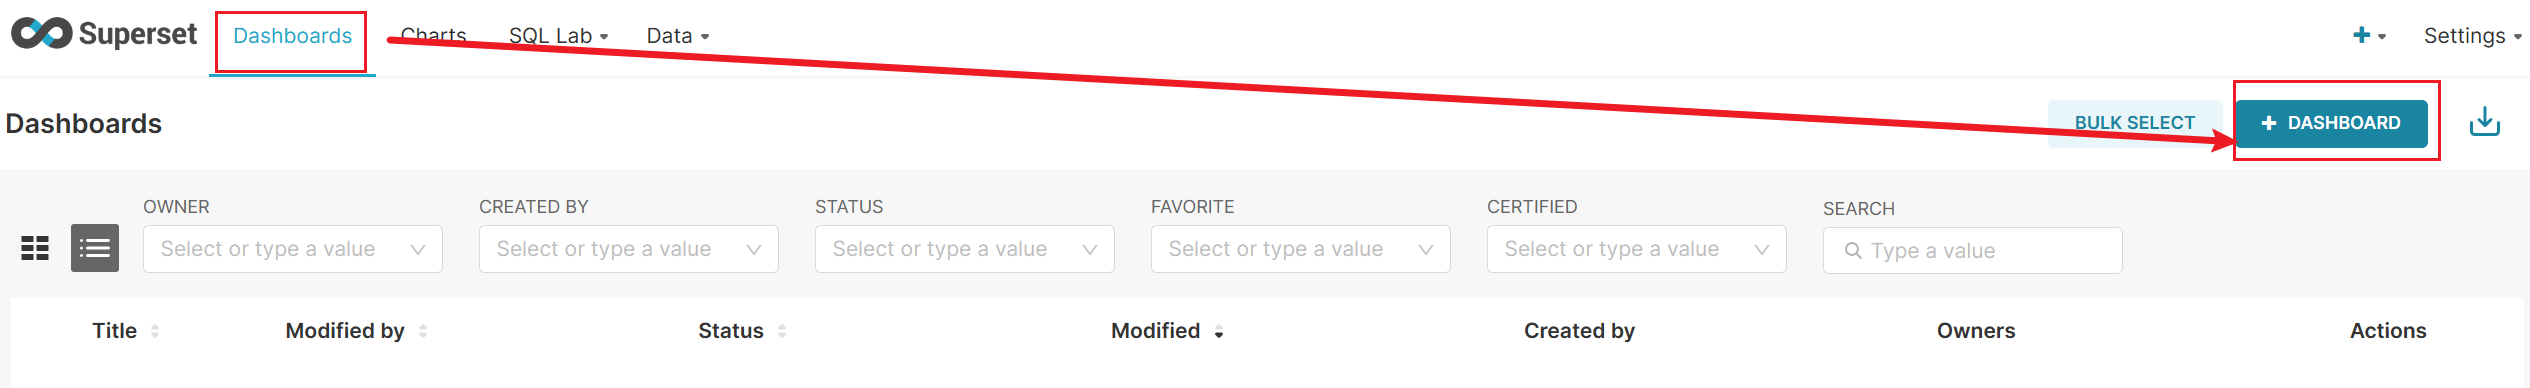 Superset Dashboards Charts SQL Lab Data Settings
Dashboards BULK SELECT + DASHBOARD
OWNER CREATED BY STATUS FAVORITE CERTIFIED SEARCH
Select or type a value Select or type a value Select or type a value Select or type a value Select or type a value Type a value
Title Modified by Status Modified Created by Owners Actions